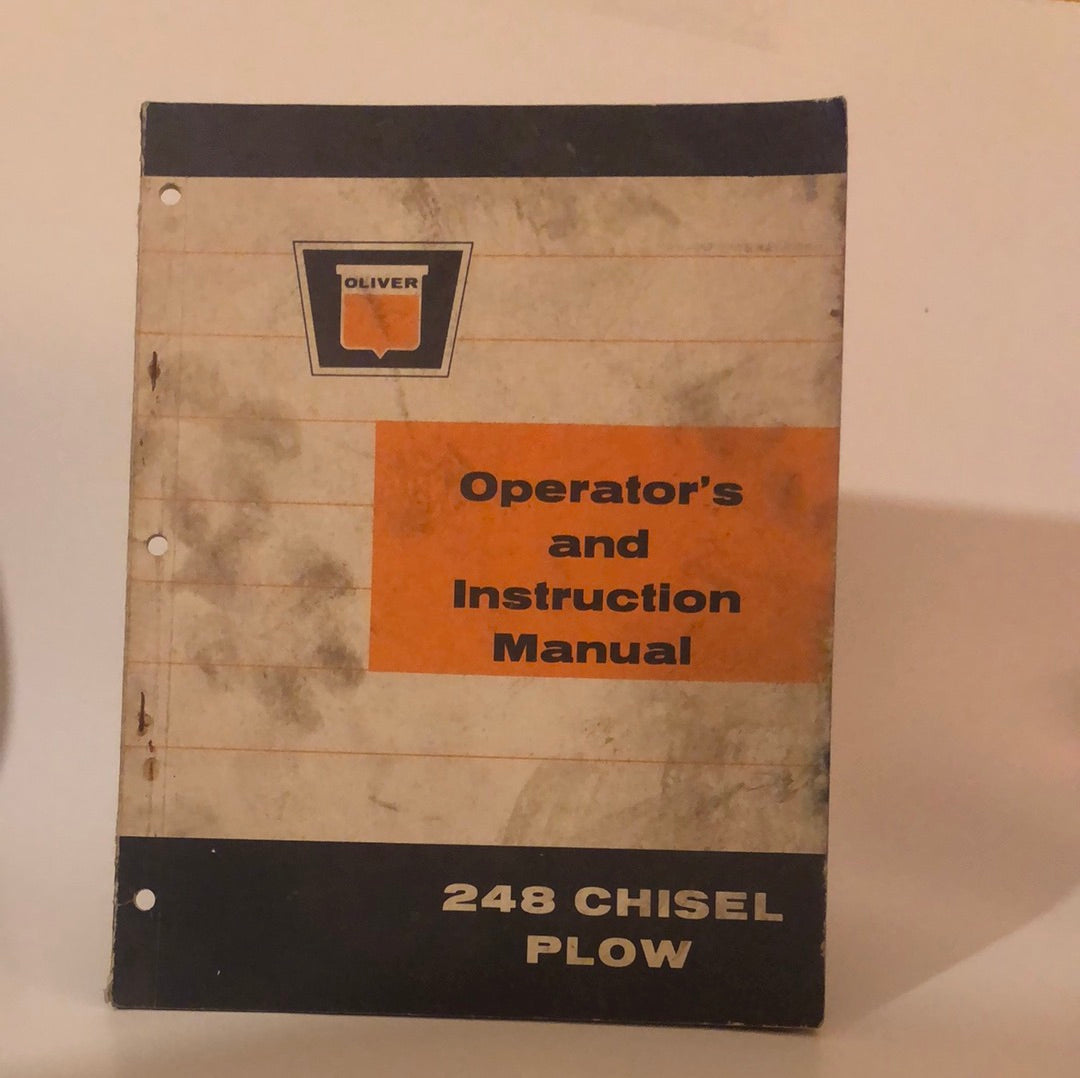 OLIVER
Operator's
and
Instruction
Manual
248 CHISEL
PLOW